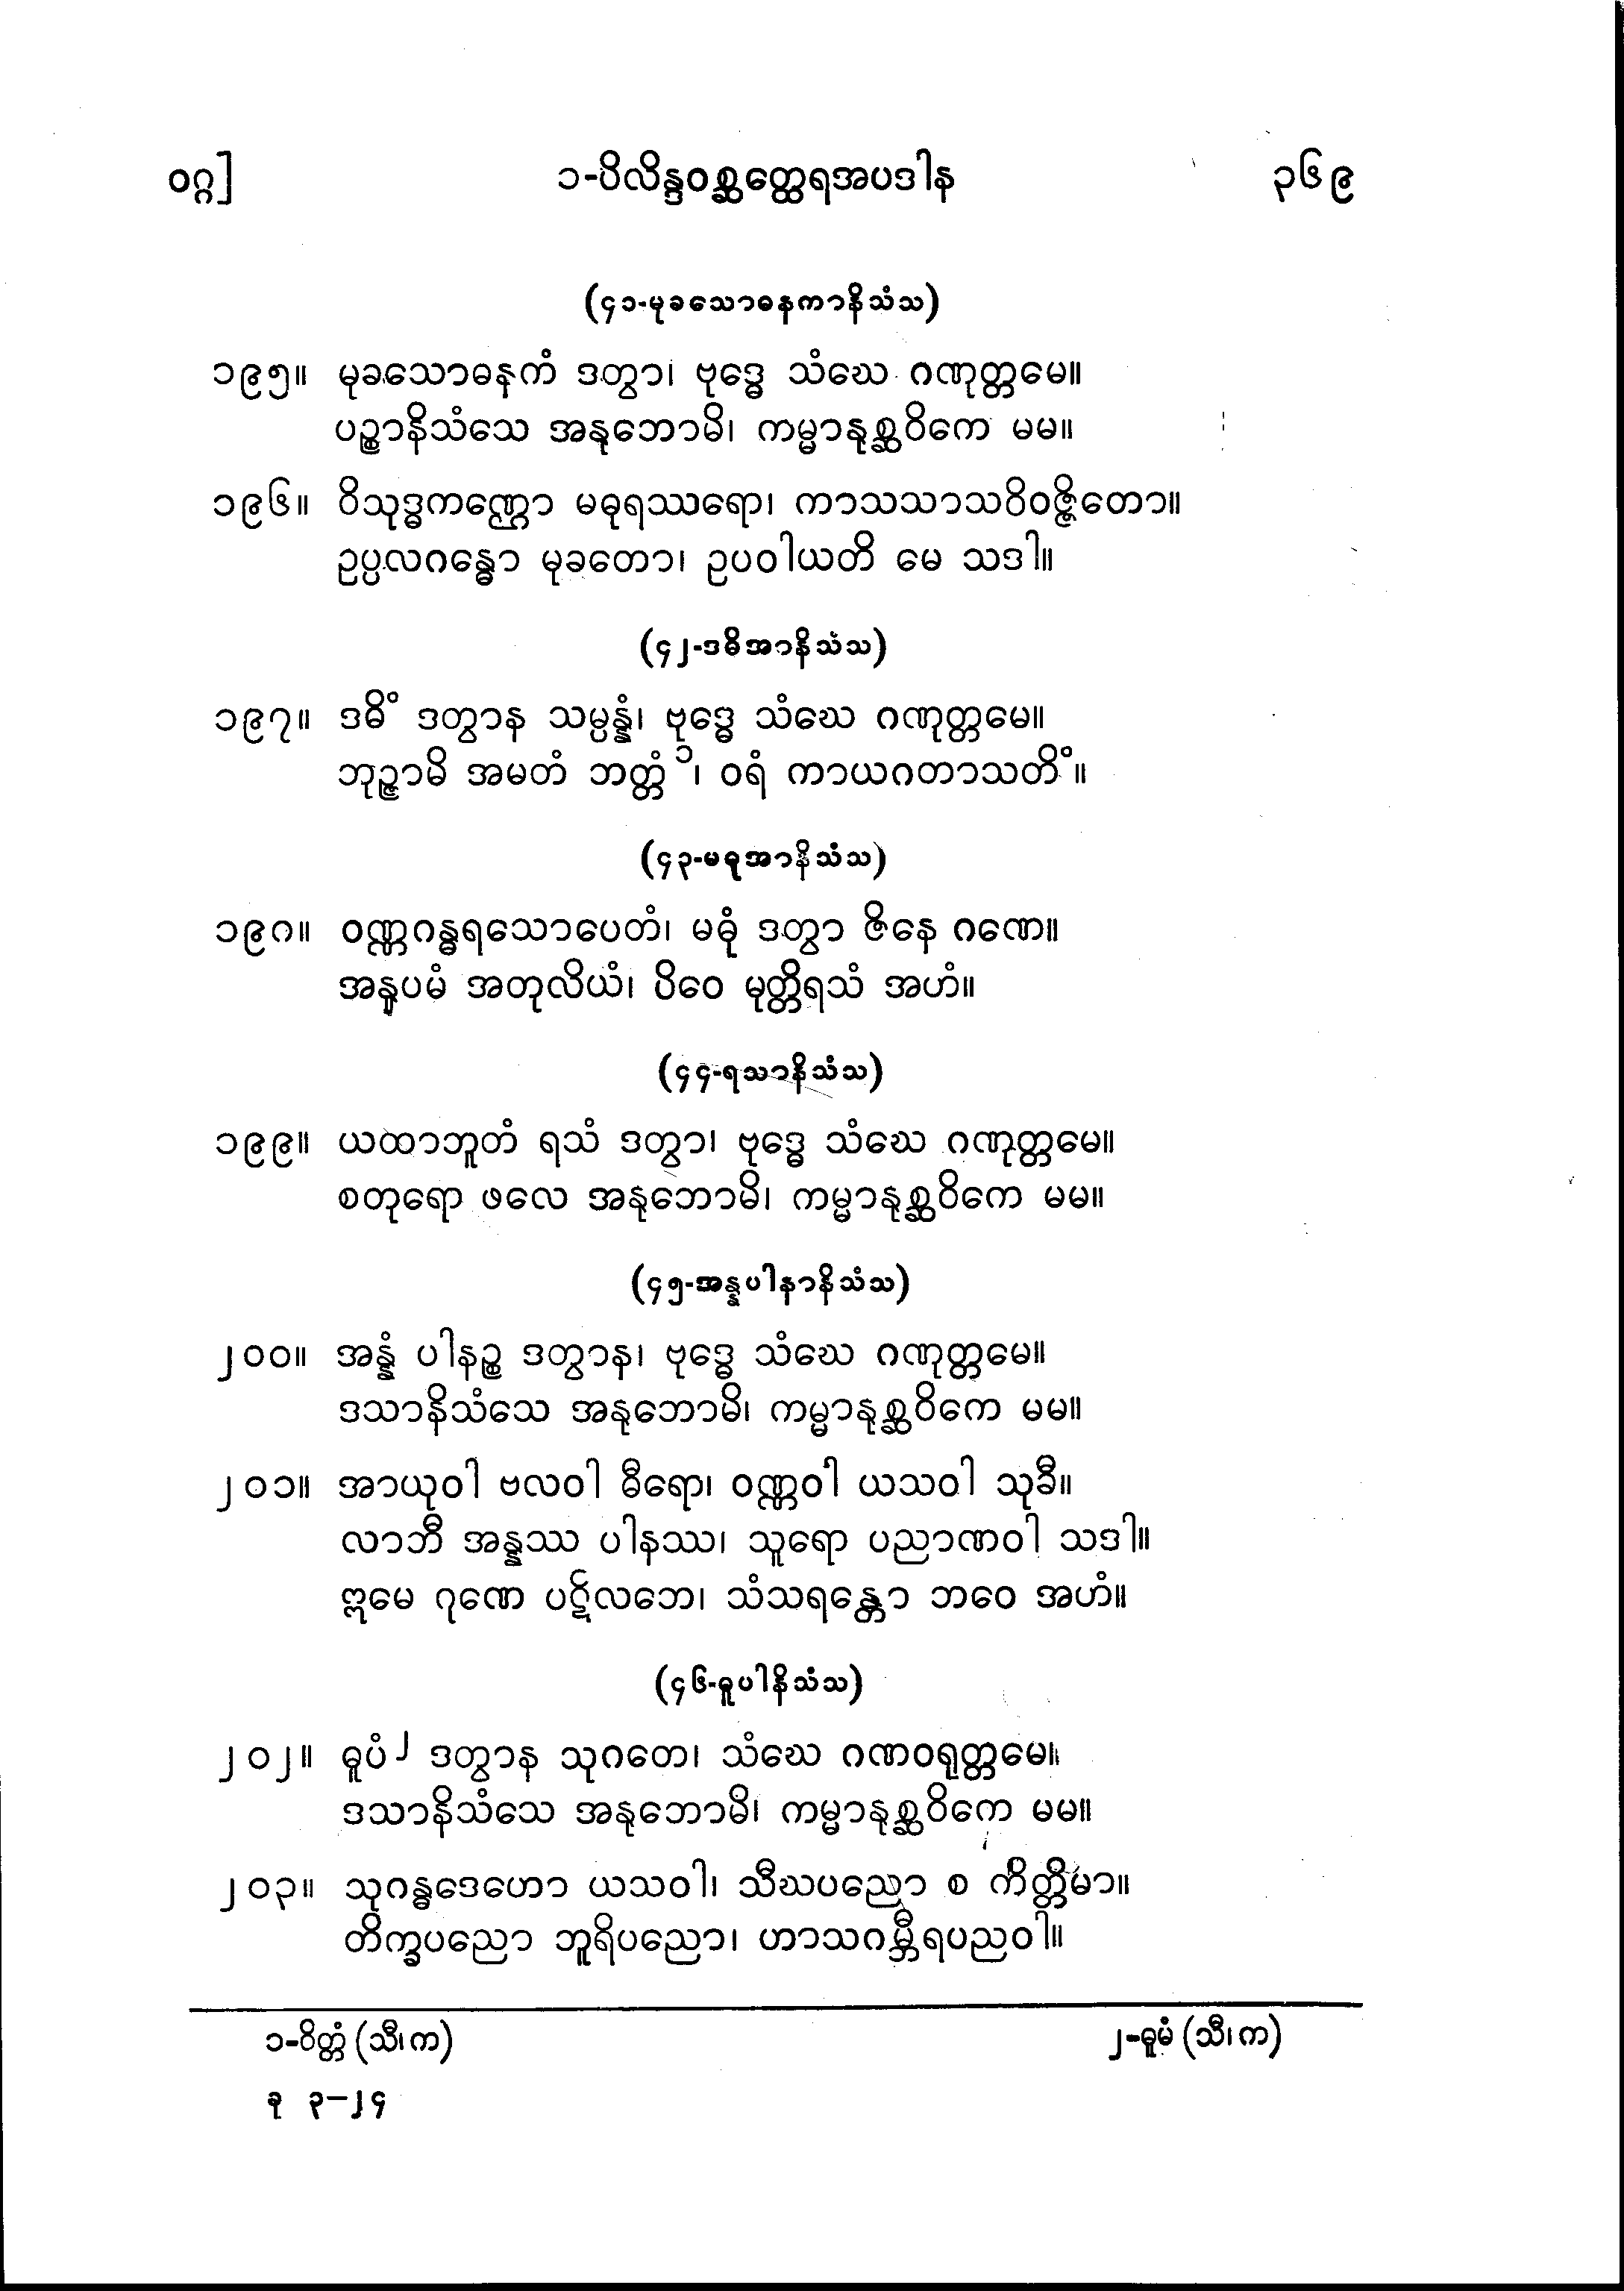 ဝဂ္ဂ] ၁-ပိလိန္ဒဝစ္ဆတ္ထေရအပဒါန ၃၆၉
(၄၁-မုခသောဓနကာနိသံသ)
၁၉၅။ မုခသောဓနကံ ဒတွာ၊ ဗုဒ္ဓေ သံဃေ ဂဏုတ္တမေ။
ပဉ္စာနိသံသေ အနုဘောမိ၊ ကမ္မာနုစ္ဆဝိကေ မမ။
၁၉၆။ ဝိသုဒ္ဓကဏ္ဌော မဓုရဿရော၊ ကာသသာသဝိဝဇ္ဇိတော။
ဥပ္ပလဂန္ဓော မုခတော၊ ဥပဝါယတိ မေ သဒါ။
(၄၂-ဒဓိအာနိသံသ)
၁၉၇။ ဒဓိံ ဒတွာန သမ္ပန္နံ၊ ဗုဒ္ဓေ သံဃေ ဂဏုတ္တမေ။
ဘုဉ္ဇာမိ အမတံ ဘတ္တံ ၁၊ ဝရံ ကာယဂတာသတိံ။
(၄၃-မဓုအာနိသံသ)
၁၉၈။ ဝဏ္ဏဂန္ဓရသောပေတံ၊ မဓုံ ဒတွာ ဇိနေ ဂဏေ။
အနူပမံ အတုလိယံ၊ ပိဝေ မုတ္တိရသံ အဟံ။
(၄၄-ရသာနိသံသ)
၁၉၉။ ယထာဘူတံ ရသံ ဒတွာ၊ ဗုဒ္ဓေ သံဃေ ဂဏုတ္တမေ။
စတုရော ဖလေ အနုဘောမိ၊ ကမ္မာနုစ္ဆဝိကေ မမ။
(၄၅-အန္နပါနာနိသံသ)
၂၀၀။ အန္နံ ပါနဉ္စ ဒတွာန၊ ဗုဒ္ဓေ သံဃေ ဂဏုတ္တမေ။
ဒသာနိသံသေ အနုဘောမိ၊ ကမ္မာနုစ္ဆဝိကေ မမ။
၂၀၁။ အာယုဝါ ဗလဝါ ဓီရော၊ ဝဏ္ဏဝါ ယသဝါ သုခီ။
လာဘီ အန္နဿ ပါနဿ၊ သူရော ပညာဏဝါ သဒါ။
ဣမေ ဂုဏေ ပဋိလဘေ၊ သံသရန္တော ဘဝေ အဟံ။
(၄၆-ဓူပါနိသံသ)
၂၀၂။ ဓူပံ ၂ ဒတွာန သုဂတေ၊ သံဃေ ဂဏဝရုတ္တမေ။
ဒသာနိသံသေ အနုဘောမိ၊ ကမ္မာနုစ္ဆဝိကေ မမ။
၂၀၃။ သုဂန္ဓဒေဟော ယသဝါ၊ သီဃပညော စ ကိတ္တိမာ။
တိက္ခပညော ဘူရိပညော၊ ဟာသဂမ္ဘီရပညဝါ။
၁-ဝိတ္တံ (သီ၊ က) ၂-ဓူမံ (သီ၊ က)
ခု ၃-၂၄